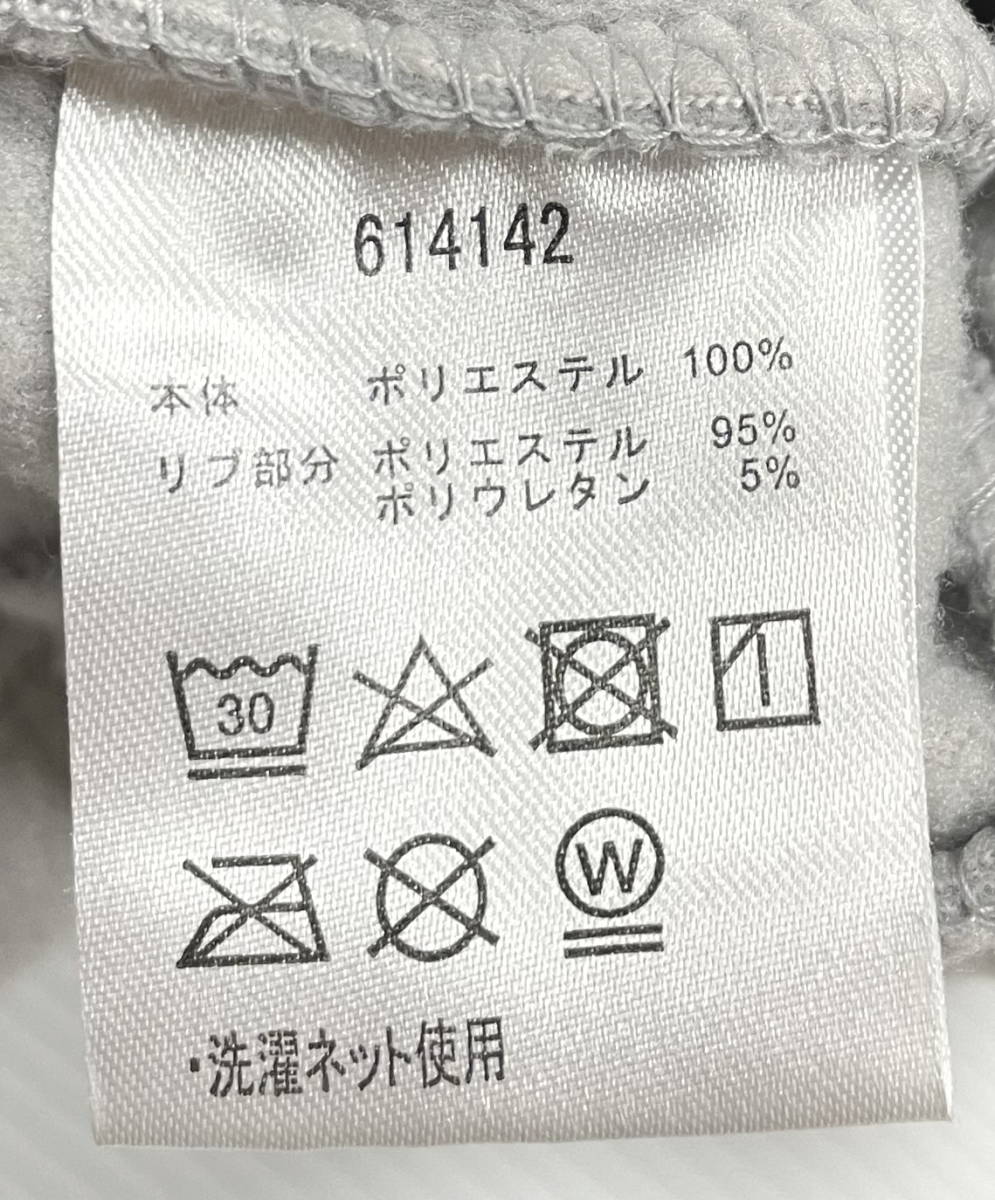 614142
本体 ポリエステル 100%
リブ部分 ポリエステル 95%
ポリウレタン 5%
30
W
・洗濯ネット使用